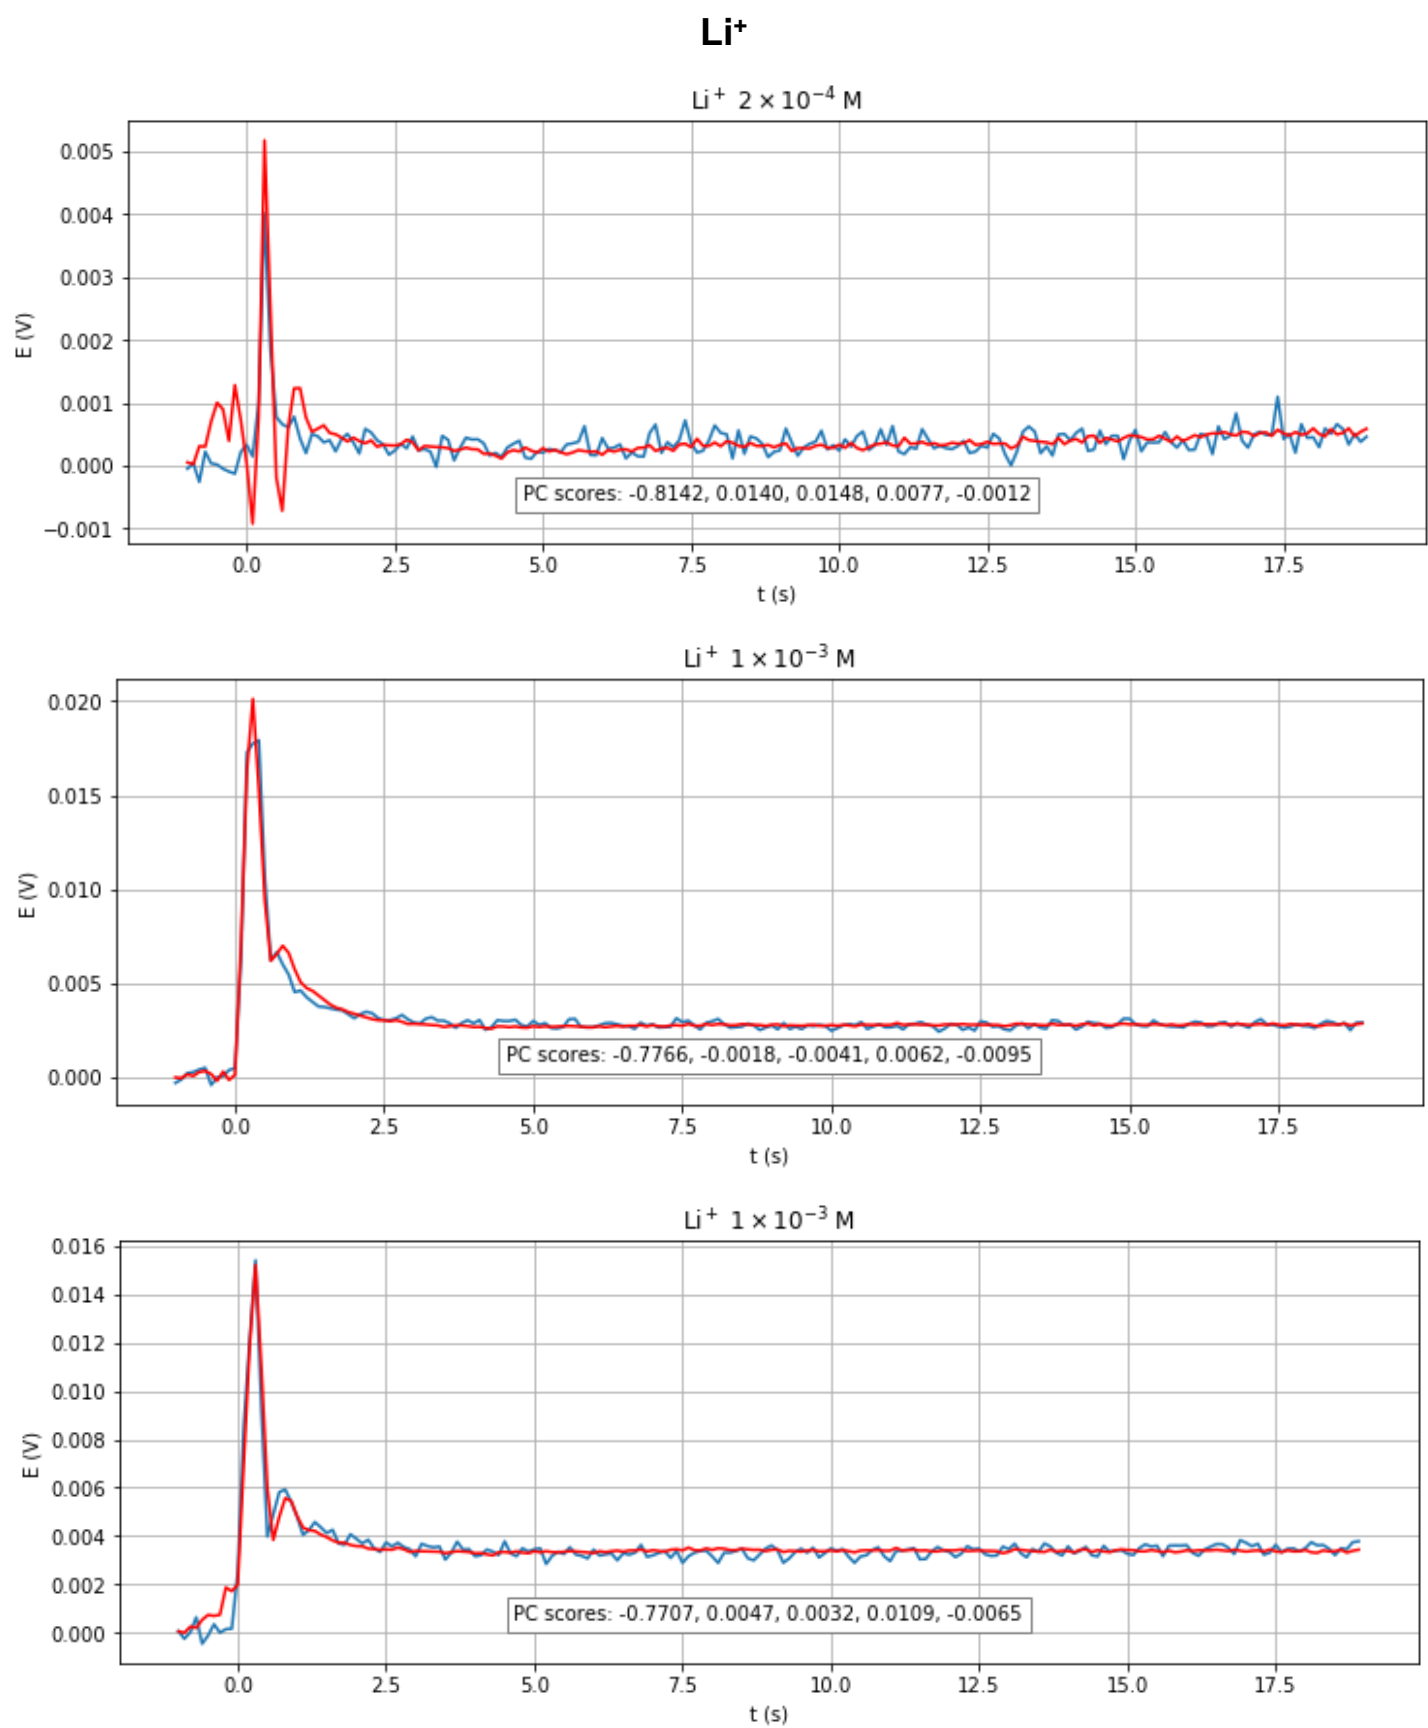 Li⁺
Li⁺ 2 × 10⁻⁴ M
E (V)
0.005
0.004
0.003
0.002
0.001
0.000
−0.001
PC scores: -0.8142, 0.0140, 0.0148, 0.0077, -0.0012
0.0 2.5 5.0 7.5 10.0 12.5 15.0 17.5
t (s)
Li⁺ 1 × 10⁻³ M
E (V)
0.020
0.015
0.010
0.005
0.000
PC scores: -0.7766, -0.0018, -0.0041, 0.0062, -0.0095
0.0 2.5 5.0 7.5 10.0 12.5 15.0 17.5
t (s)
Li⁺ 1 × 10⁻³ M
E (V)
0.016
0.014
0.012
0.010
0.008
0.006
0.004
0.002
0.000
PC scores: -0.7707, 0.0047, 0.0032, 0.0109, -0.0065
0.0 2.5 5.0 7.5 10.0 12.5 15.0 17.5
t (s)